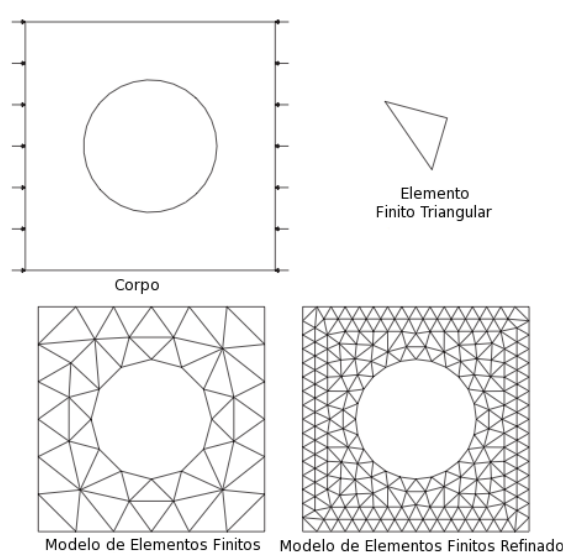 Elemento
Finito Triangular
Corpo
Modelo de Elementos Finitos
Modelo de Elementos Finitos Refinado